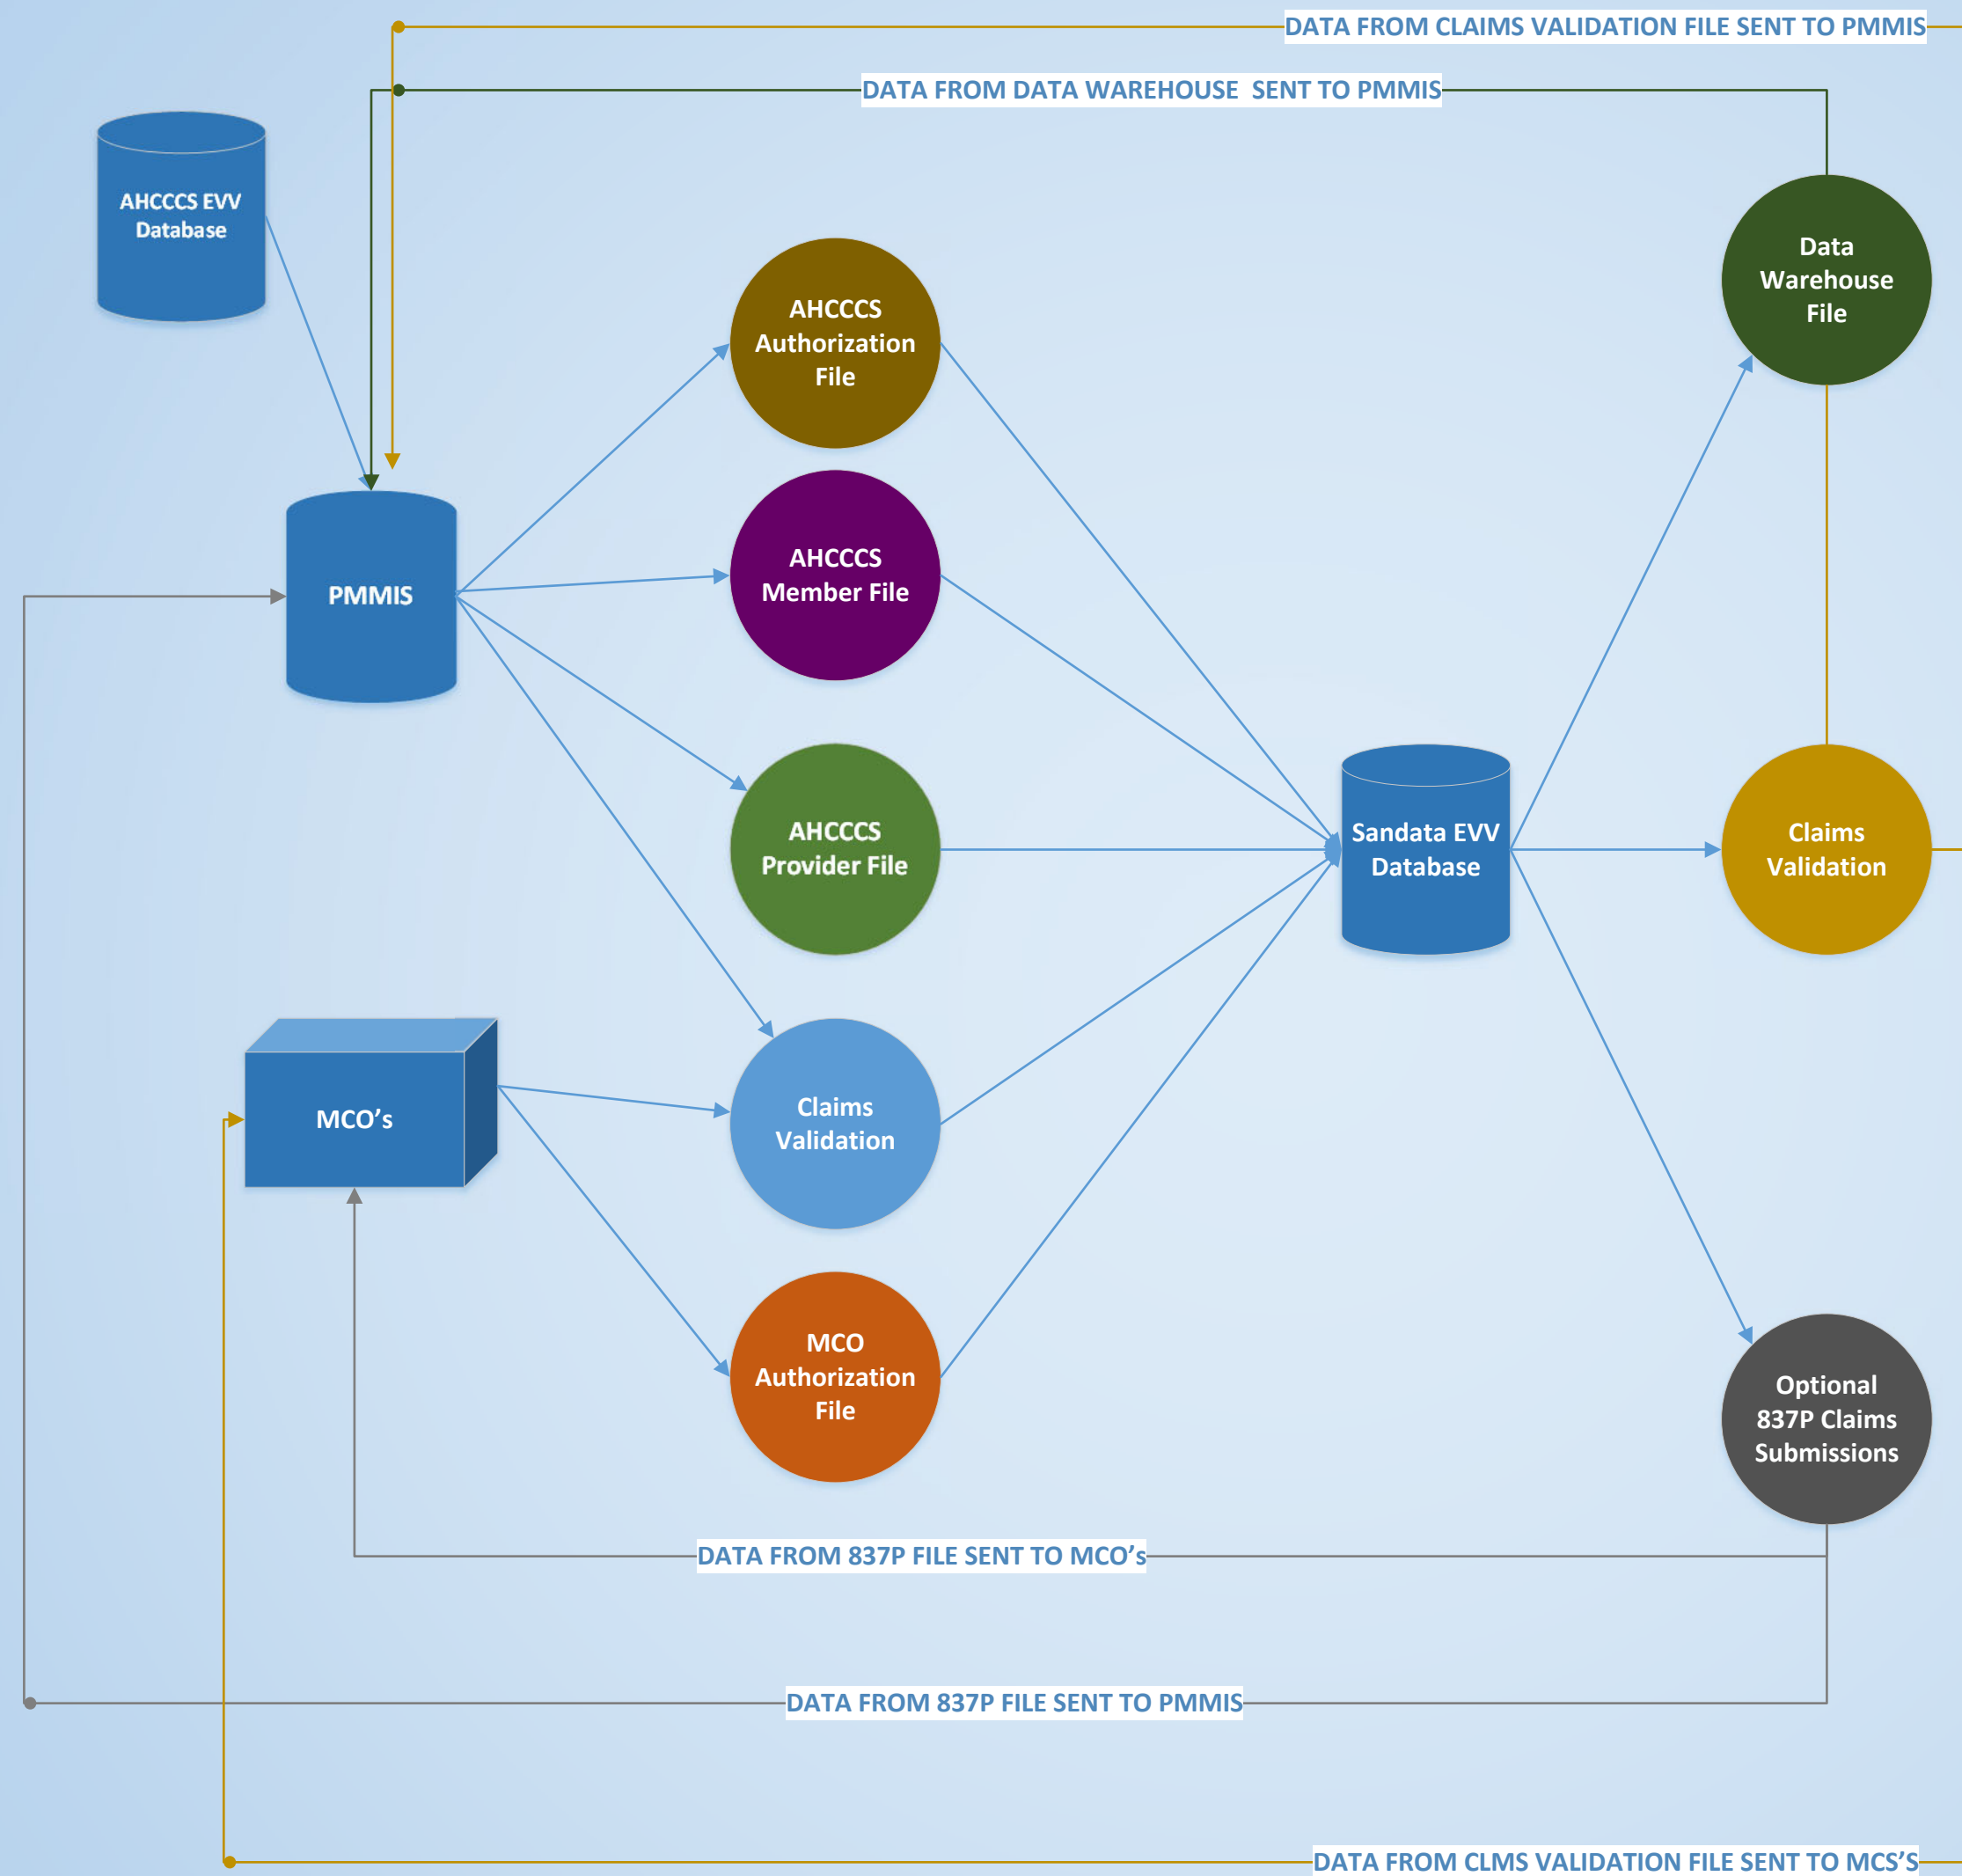 DATA FROM CLAIMS VALIDATION FILE SENT TO PMMIS
DATA FROM DATA WAREHOUSE  SENT TO PMMIS
AHCCCS EVV
Database
Data
Warehouse
File
AHCCCS
Authorization
File
AHCCCS
Member File
PMMIS
AHCCCS
Provider File
Sandata EVV
Database
Claims
Validation
MCO’s
Claims
Validation
MCO
Authorization
File
Optional
837P Claims
Submissions
DATA FROM 837P FILE SENT TO MCO’s
DATA FROM 837P FILE SENT TO PMMIS
DATA FROM CLMS VALIDATION FILE SENT TO MCS’S